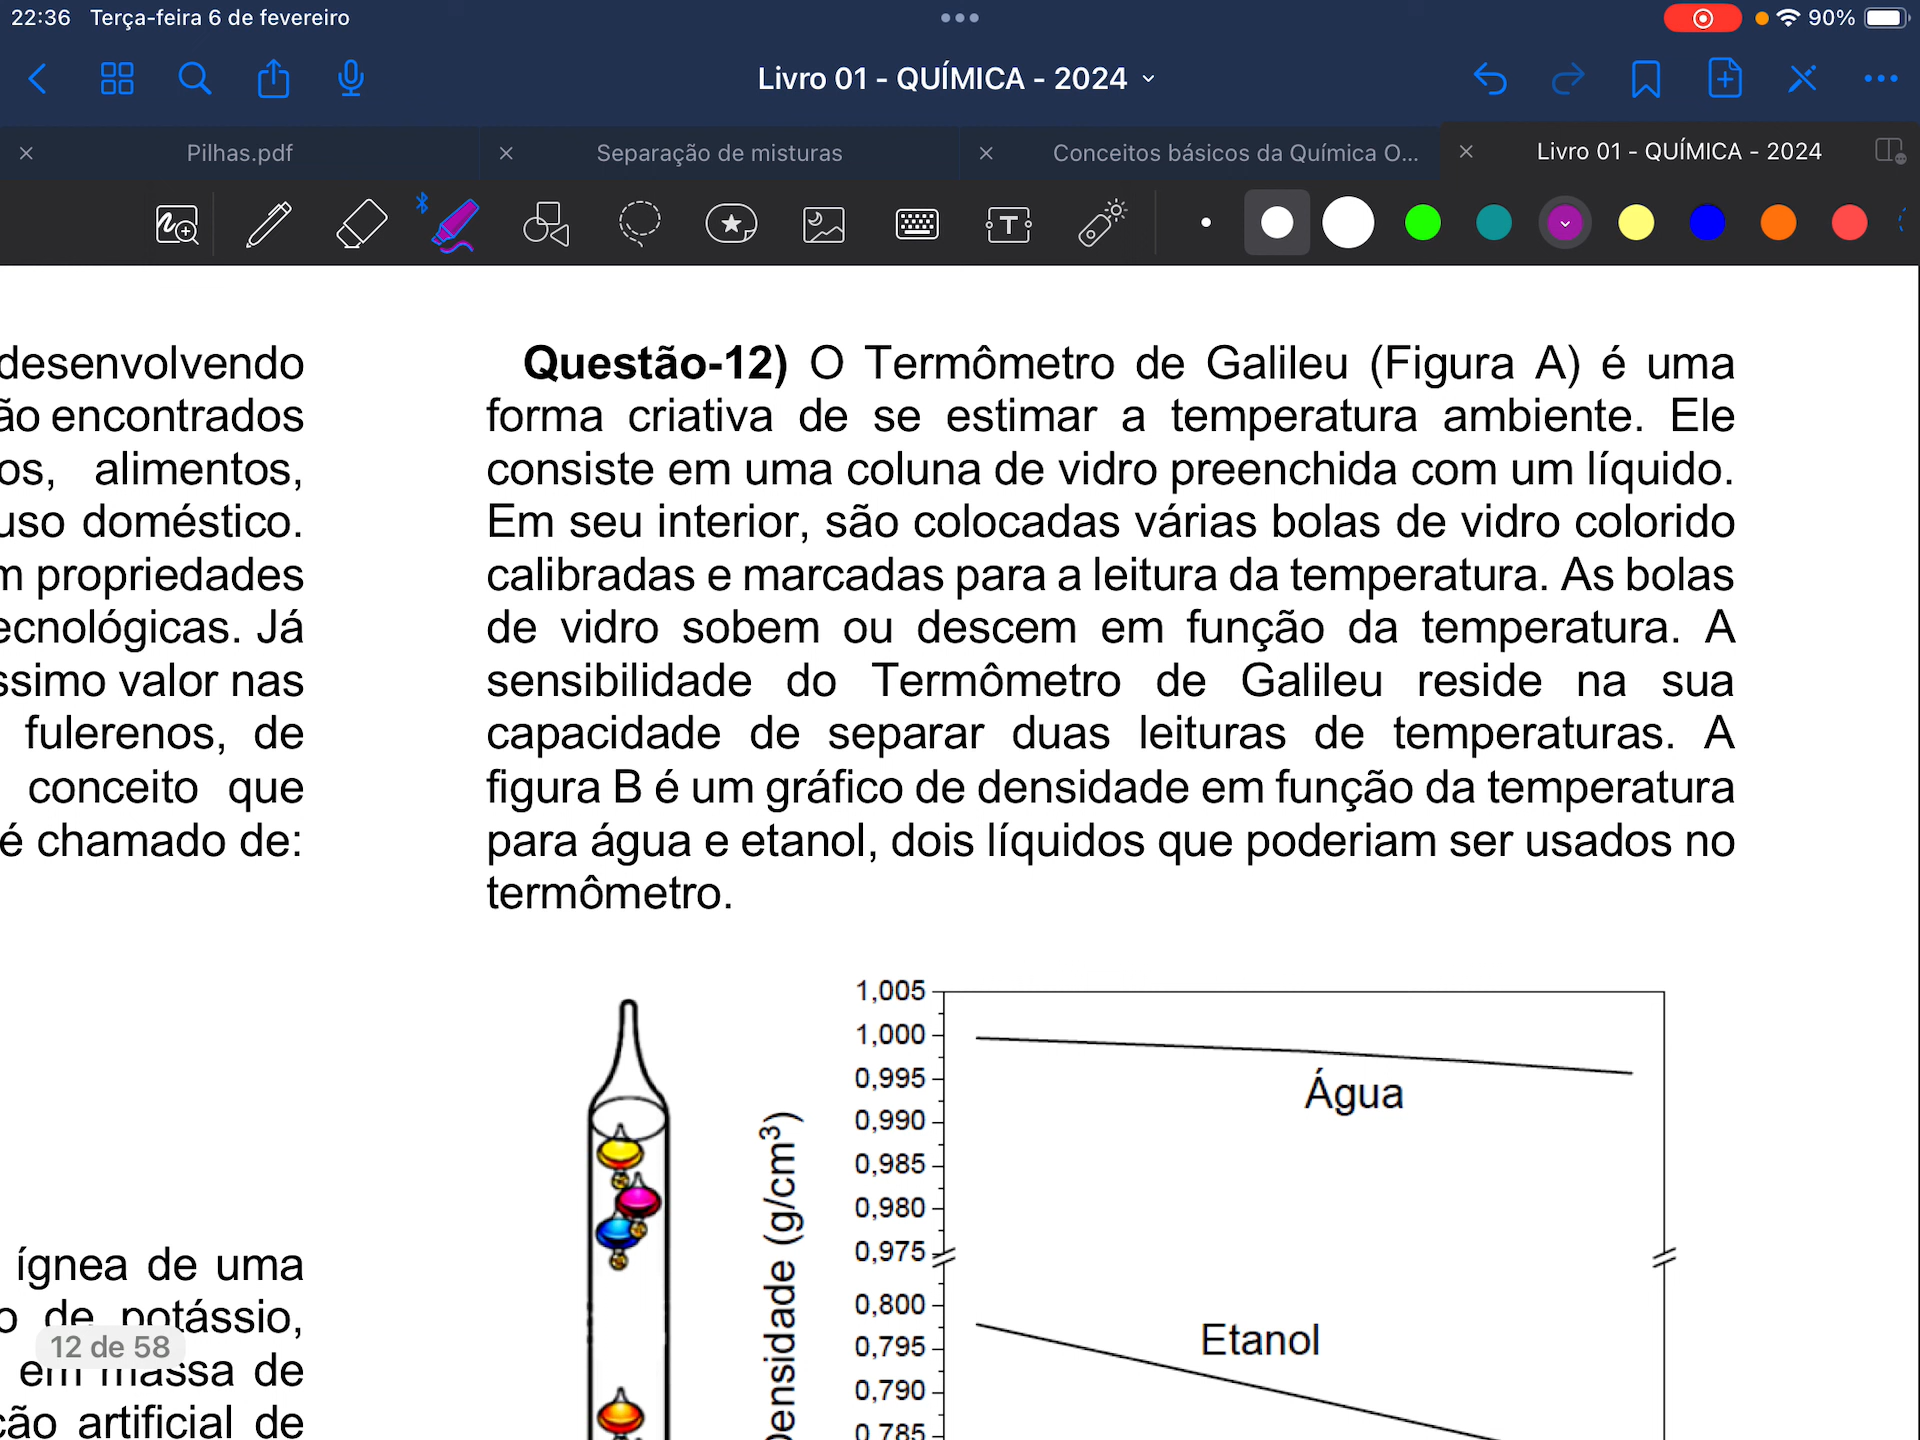 22:36 Terça-feira 6 de fevereiro
90%
Livro 01 - QUÍMICA - 2024
Pilhas.pdf
Separação de misturas
Conceitos básicos da Química O...
Livro 01 - QUÍMICA - 2024
T
desenvolvendo
ão encontrados
os, alimentos,
uso doméstico.
m propriedades
ecnológicas. Já
ssimo valor nas
fulerenos, de
conceito que
é chamado de:
ígnea de uma
o de potássio,
12 de 58
em massa de
ção artificial de
Questão-12) O Termômetro de Galileu (Figura A) é uma
forma criativa de se estimar a temperatura ambiente. Ele
consiste em uma coluna de vidro preenchida com um líquido.
Em seu interior, são colocadas várias bolas de vidro colorido
calibradas e marcadas para a leitura da temperatura. As bolas
de vidro sobem ou descem em função da temperatura. A
sensibilidade do Termômetro de Galileu reside na sua
capacidade de separar duas leituras de temperaturas. A
figura B é um gráfico de densidade em função da temperatura
para água e etanol, dois líquidos que poderiam ser usados no
termômetro.
Densidade (g/cm³)
1,005
1,000
0,995
0,990
0,985
0,980
0,975
0,800
0,795
0,790
0,785
Água
Etanol